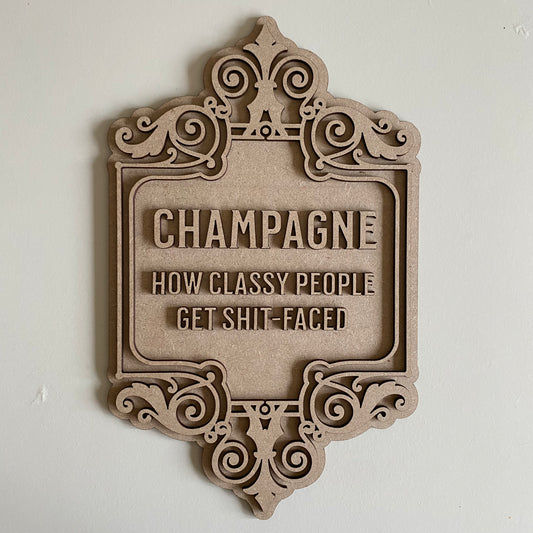 CHAMPAGNE
HOW CLASSY PEOPLE
GET SHIT-FACED